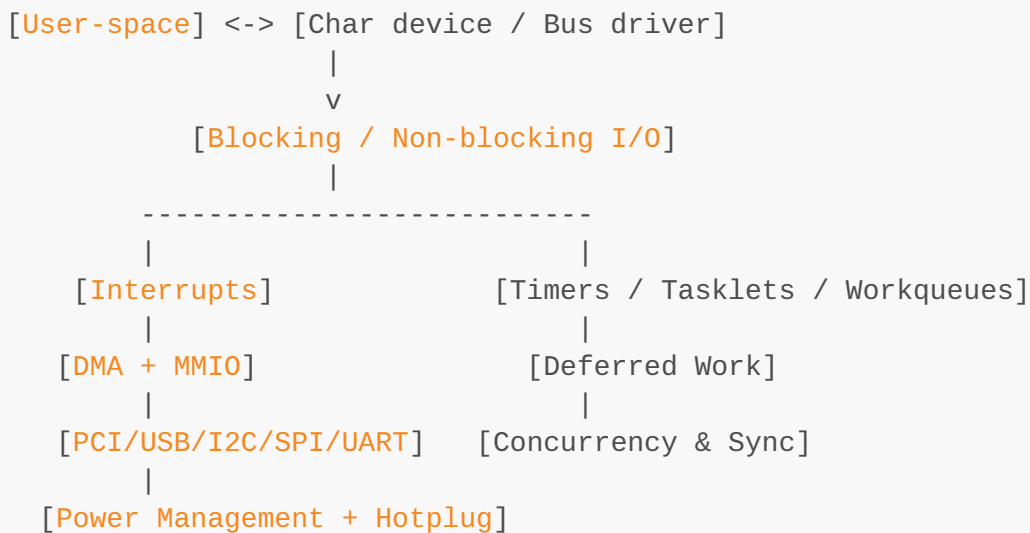 [User-space] <-> [Char device / Bus driver]
|
v
[Blocking / Non-blocking I/O]
|
---------------------------
| |
[Interrupts] [Timers / Tasklets / Workqueues]
| |
[DMA + MMIO] [Deferred Work]
| |
[PCI/USB/I2C/SPI/UART] [Concurrency & Sync]
|
[Power Management + Hotplug]